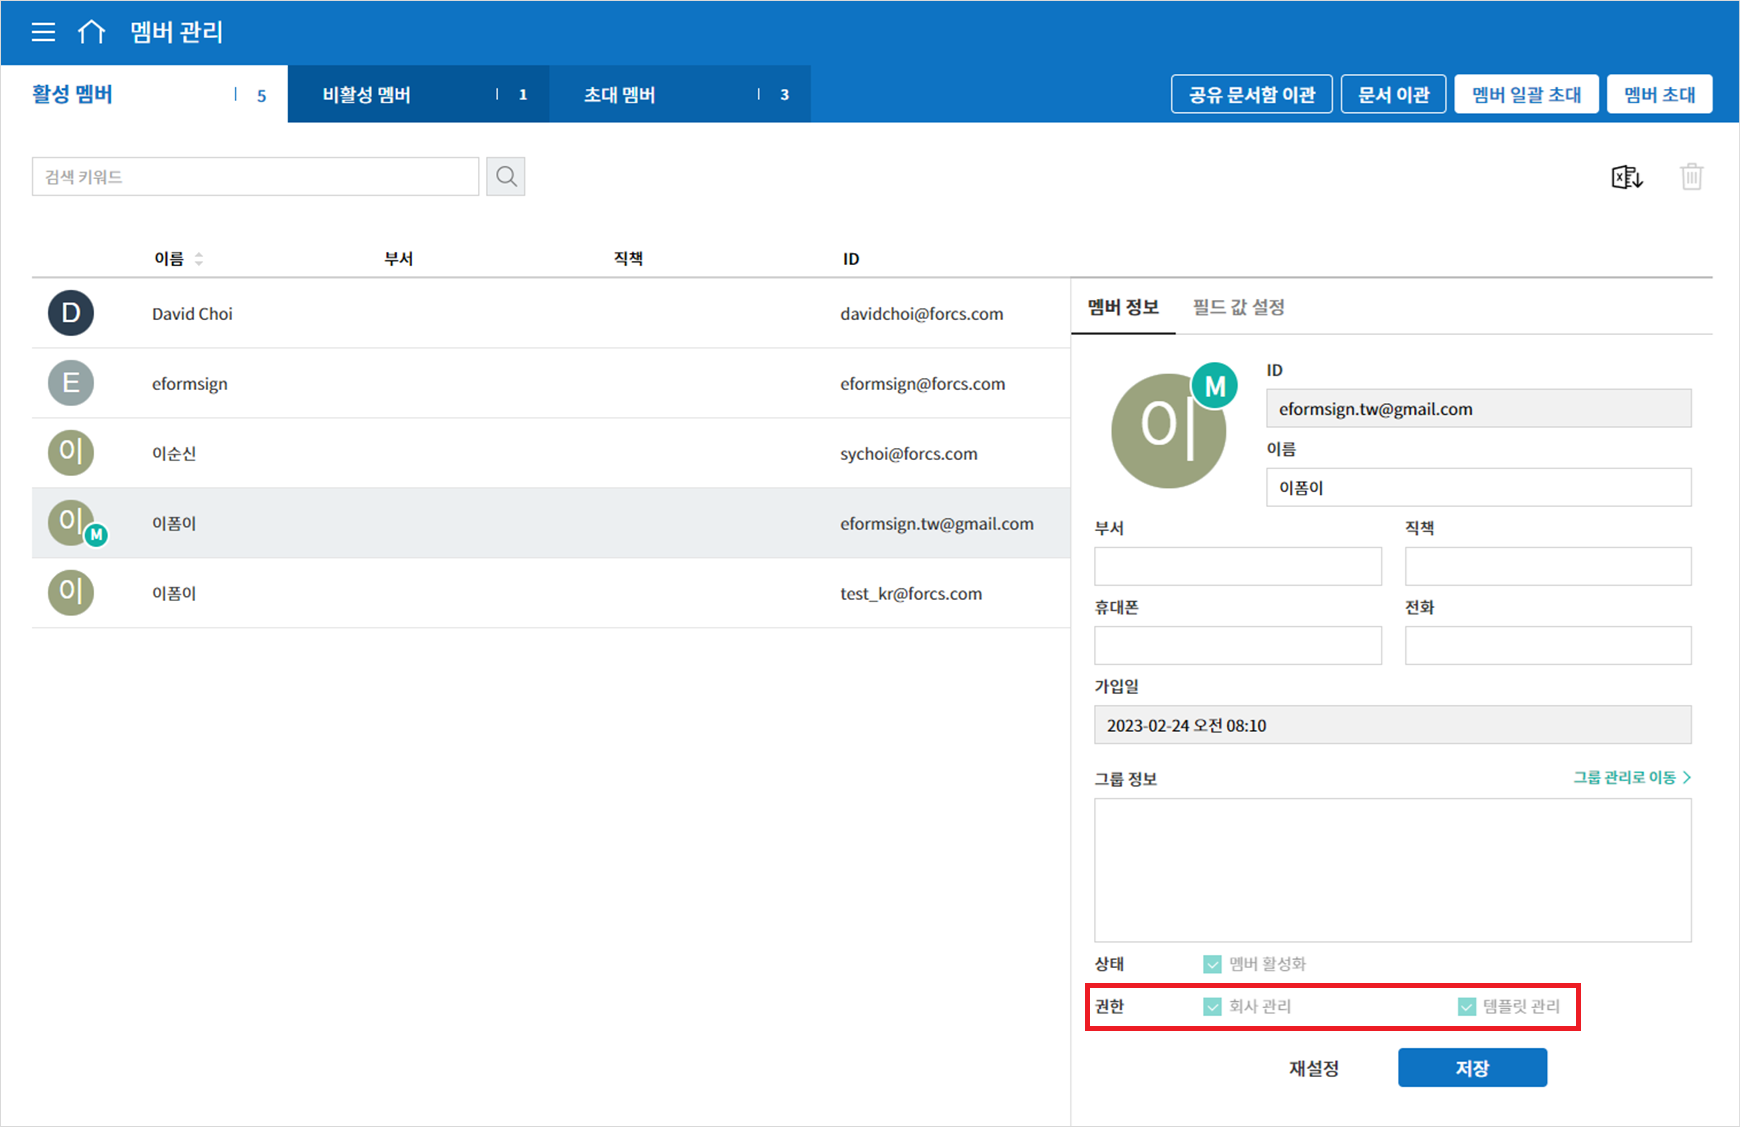 멤버 관리
활성 멤버 | 5
비활성 멤버 | 1
초대 멤버 | 3
공유 문서함 이관
문서 이관
멤버 일괄 초대
멤버 초대
검색 키워드
이름 부서 직책 ID
D David Choi davidchoi@forcs.com
E eformsign eformsign@forcs.com
이 이순신 sychoi@forcs.com
이 M 이폼이 eformsign.tw@gmail.com
이 이폼이 test_kr@forcs.com
멤버 정보 필드 값 설정
이 M
ID
eformsign.tw@gmail.com
이름
이폼이
부서 직책
휴대폰 전화
가입일
2023-02-24 오전 08:10
그룹 정보 그룹 관리로 이동 >
상태 멤버 활성화
권한 회사 관리 템플릿 관리
재설정 저장